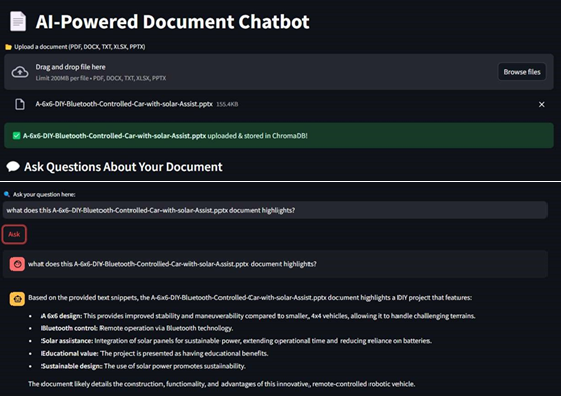 AI-Powered Document Chatbot
Upload a document (PDF, DOCX, TXT, XLSX, PPTX)
Drag and drop file here
Limit 200MB per file • PDF, DOCX, TXT, XLSX, PPTX
Browse files
A-6x6-DIY-Bluetooth-Controlled-Car-with-solar-Assist.pptx 155.4KB
A-6x6-DIY-Bluetooth-Controlled-Car-with-solar-Assist.pptx uploaded & stored in ChromaDB!
Ask Questions About Your Document
Ask your question here:
what does this A-6x6-DIY-Bluetooth-Controlled-Car-with-solar-Assist.pptx document highlights?
Ask
what does this A-6x6-DIY-Bluetooth-Controlled-Car-with-solar-Assist.pptx document highlights?
Based on the provided text snippets, the A-6x6-DIY-Bluetooth-Controlled-Car-with-solar-Assist.pptx document highlights a DIY project that features:
• A 6x6 design: This provides improved stability and maneuverability compared to smaller, 4x4 vehicles, allowing it to handle challenging terrains.
• Bluetooth control: Remote operation via Bluetooth technology.
• Solar assistance: Integration of solar panels for sustainable power, extending operational time and reducing reliance on batteries.
• Educational value: The project is presented as having educational benefits.
• Sustainable design: The use of solar power promotes sustainability.
The document likely details the construction, functionality, and advantages of this innovative, remote-controlled robotic vehicle.